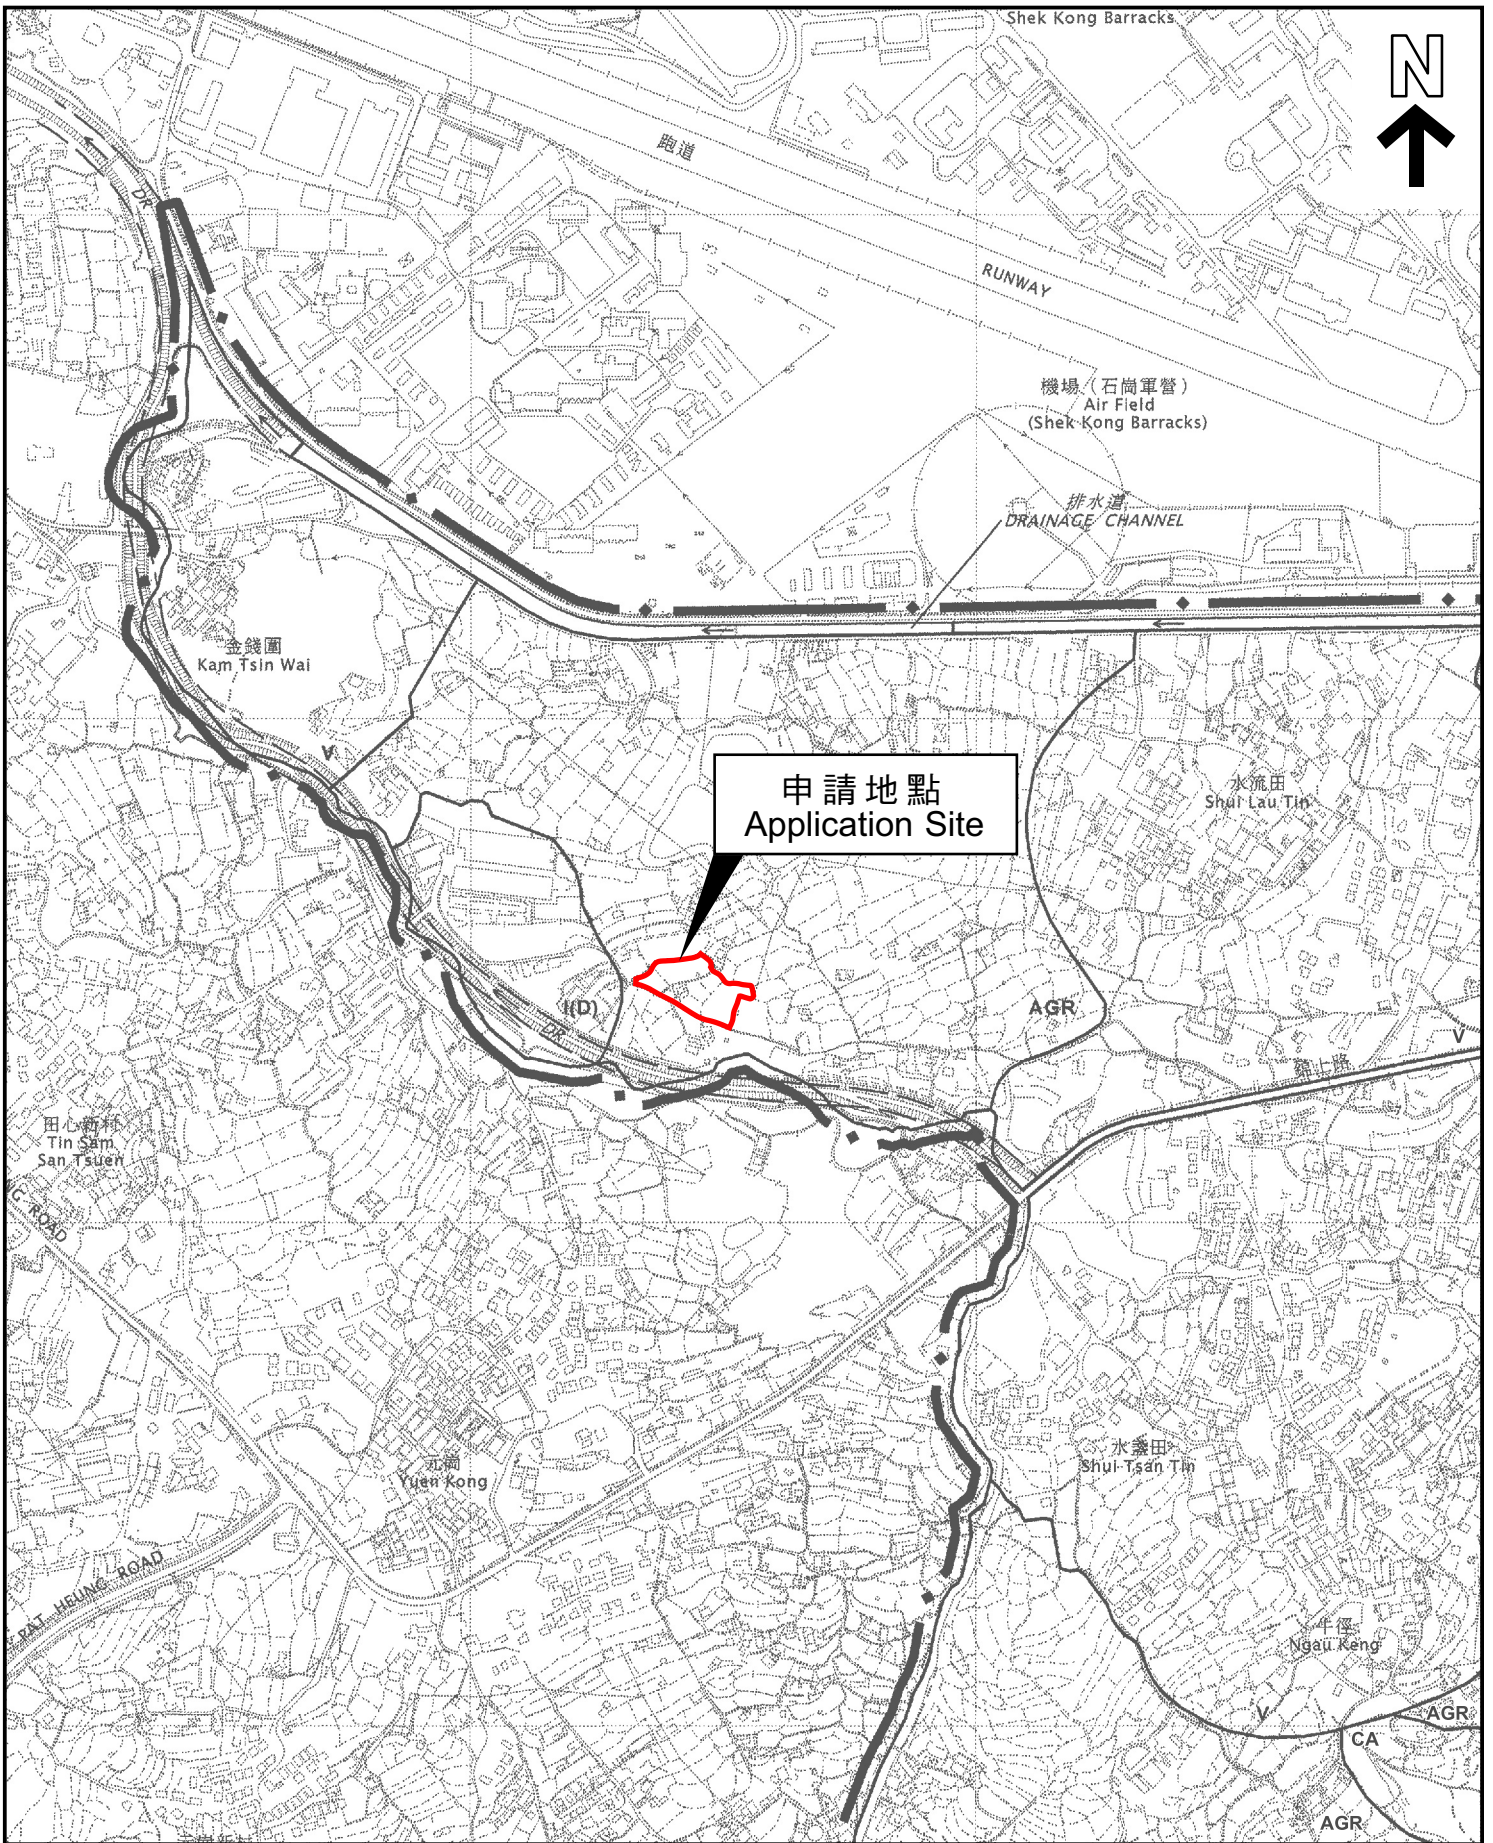 Shek Kong Barracks
N
跑道
DR
RUNWAY
機場（石崗軍營）
Air Field
(Shek Kong Barracks)
排水道
DRAINAGE CHANNEL
金錢圍
Kam Tsin Wai
V
申請地點
Application Site
水流田
Shui Lau Tin
I(D)
DR
AGR
V
田心新村
Tin Sam
San Tsuen
ROAD
元崗
Yuen Kong
水盞田
Shui Tsan Tin
PAT HEUNG ROAD
牛徑
Ngau Keng
V
AGR
CA
AGR